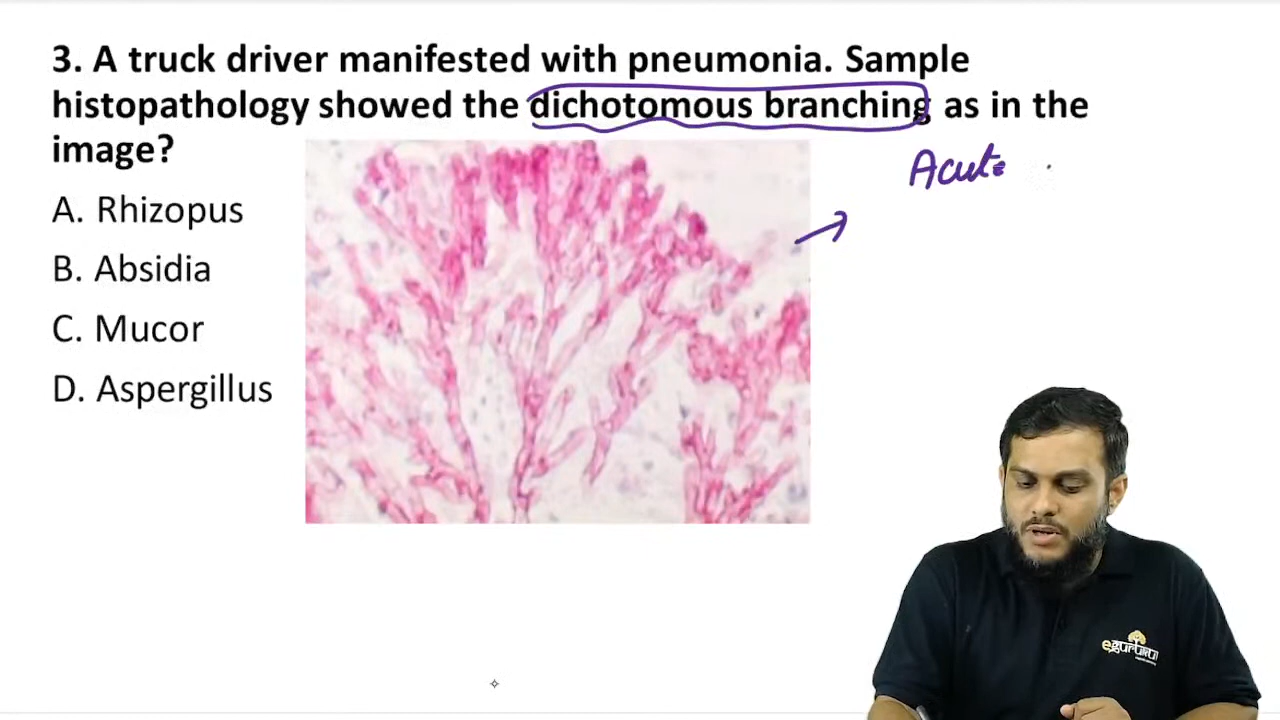 3. A truck driver manifested with pneumonia. Sample
histopathology showed the dichotomous branching as in the
image?
Acute
A. Rhizopus
B. Absidia
C. Mucor
D. Aspergillus
egurukul